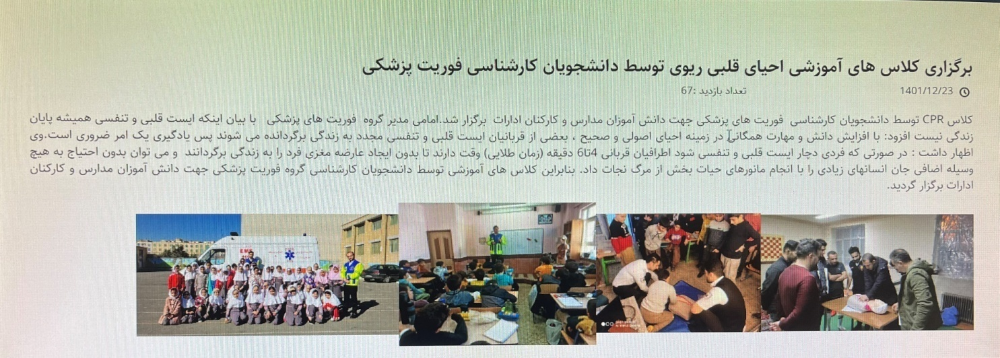 برگزاری کلاس های آموزشی احیای قلبی ریوی توسط دانشجویان کارشناسی فوریت پزشکی
1401/12/23
تعداد بازدید :67
کلاس CPR توسط دانشجویان کارشناسی فوریت های پزشکی جهت دانش آموزان مدارس و کارکنان ادارات برگزار شد.امامی مدیر گروه فوریت های پزشکی با بیان اینکه ایست قلبی و تنفسی همیشه پایان
زندگی نیست افزود: با افزایش دانش و مهارت همگانی در زمینه احیای اصولی و صحیح ، بعضی از قربانیان ایست قلبی و تنفسی مجدد به زندگی برگردانده می شوند پس یادگیری یک امر ضروری است.وی
اظهار داشت : در صورتی که فردی دچار ایست قلبی و تنفسی شود اطرافیان قربانی 4تا6 دقیقه (زمان طلایی) وقت دارند تا بدون ایجاد عارضه مغزی فرد را به زندگی برگردانند و می توان بدون احتیاج به هیچ
وسیله اضافی جان انسانهای زیادی را با انجام مانورهای حیات بخش از مرگ نجات داد. بنابراین کلاس های آموزشی توسط دانشجویان کارشناسی گروه فوریت پزشکی جهت دانش آموزان مدارس و کارکنان
ادارات برگزار گردید.